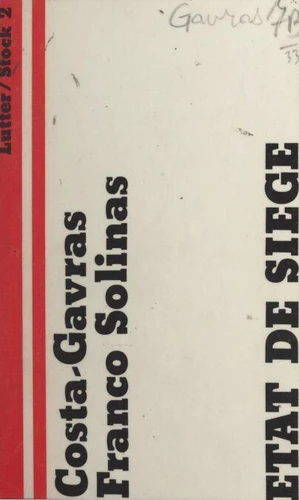 Gavras
Lutter/Stock 2
Costa-Gavras
Franco Solinas
ETAT DE SIEGE